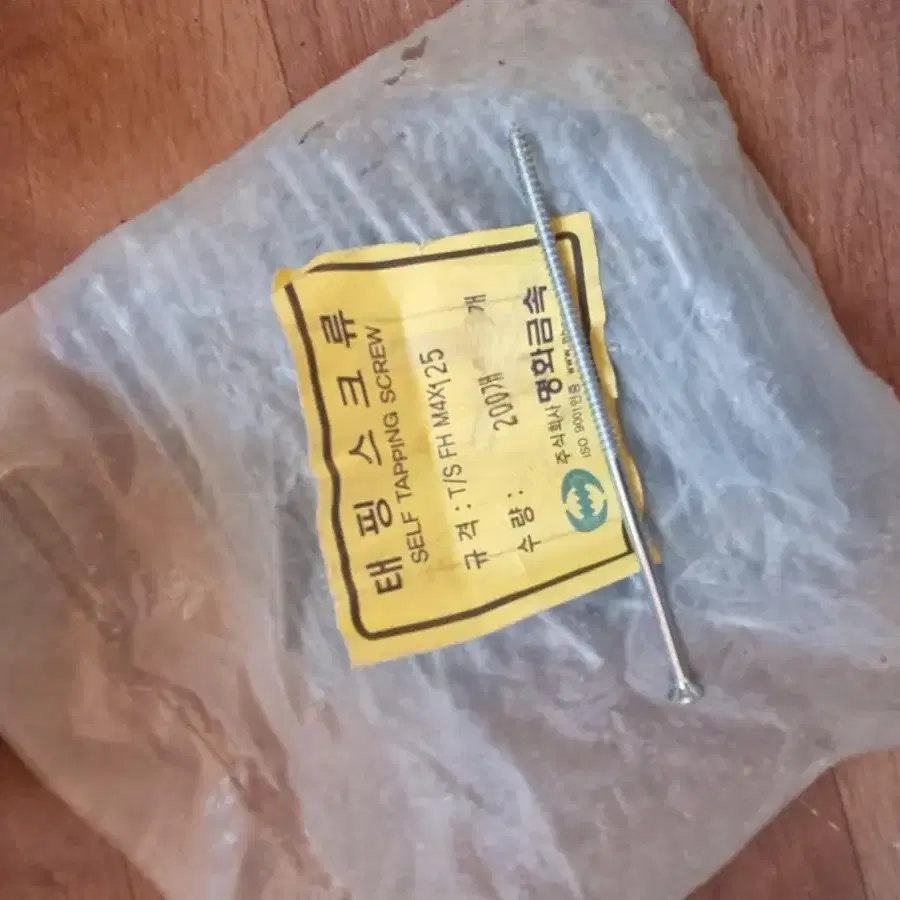 태 핑 스 크 류
SELF TAPPING SCREW
규 격 : T/S FH M4X125
수 량 : 200개 개
주식회사 명화금속
ISO 9001인증